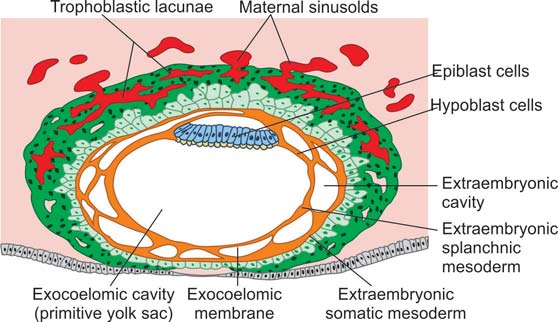 Trophoblastic lacunae
Maternal sinusolds
Epiblast cells
Hypoblast cells
Extraembryonic
cavity
Extraembryonic
splanchnic
mesoderm
Exocoelomic cavity
(primitive yolk sac)
Exocoelomic
membrane
Extraembryonic
somatic mesoderm